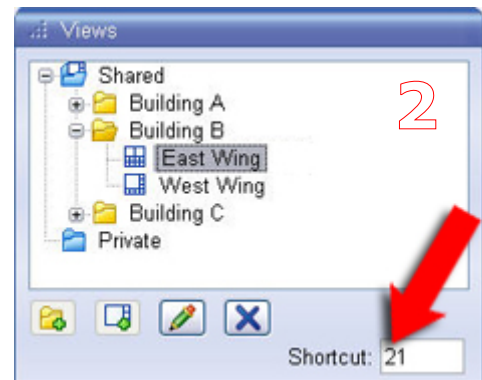 Views
Shared
2
Building A
Building B
East Wing
West Wing
Building C
Private
Shortcut: 21